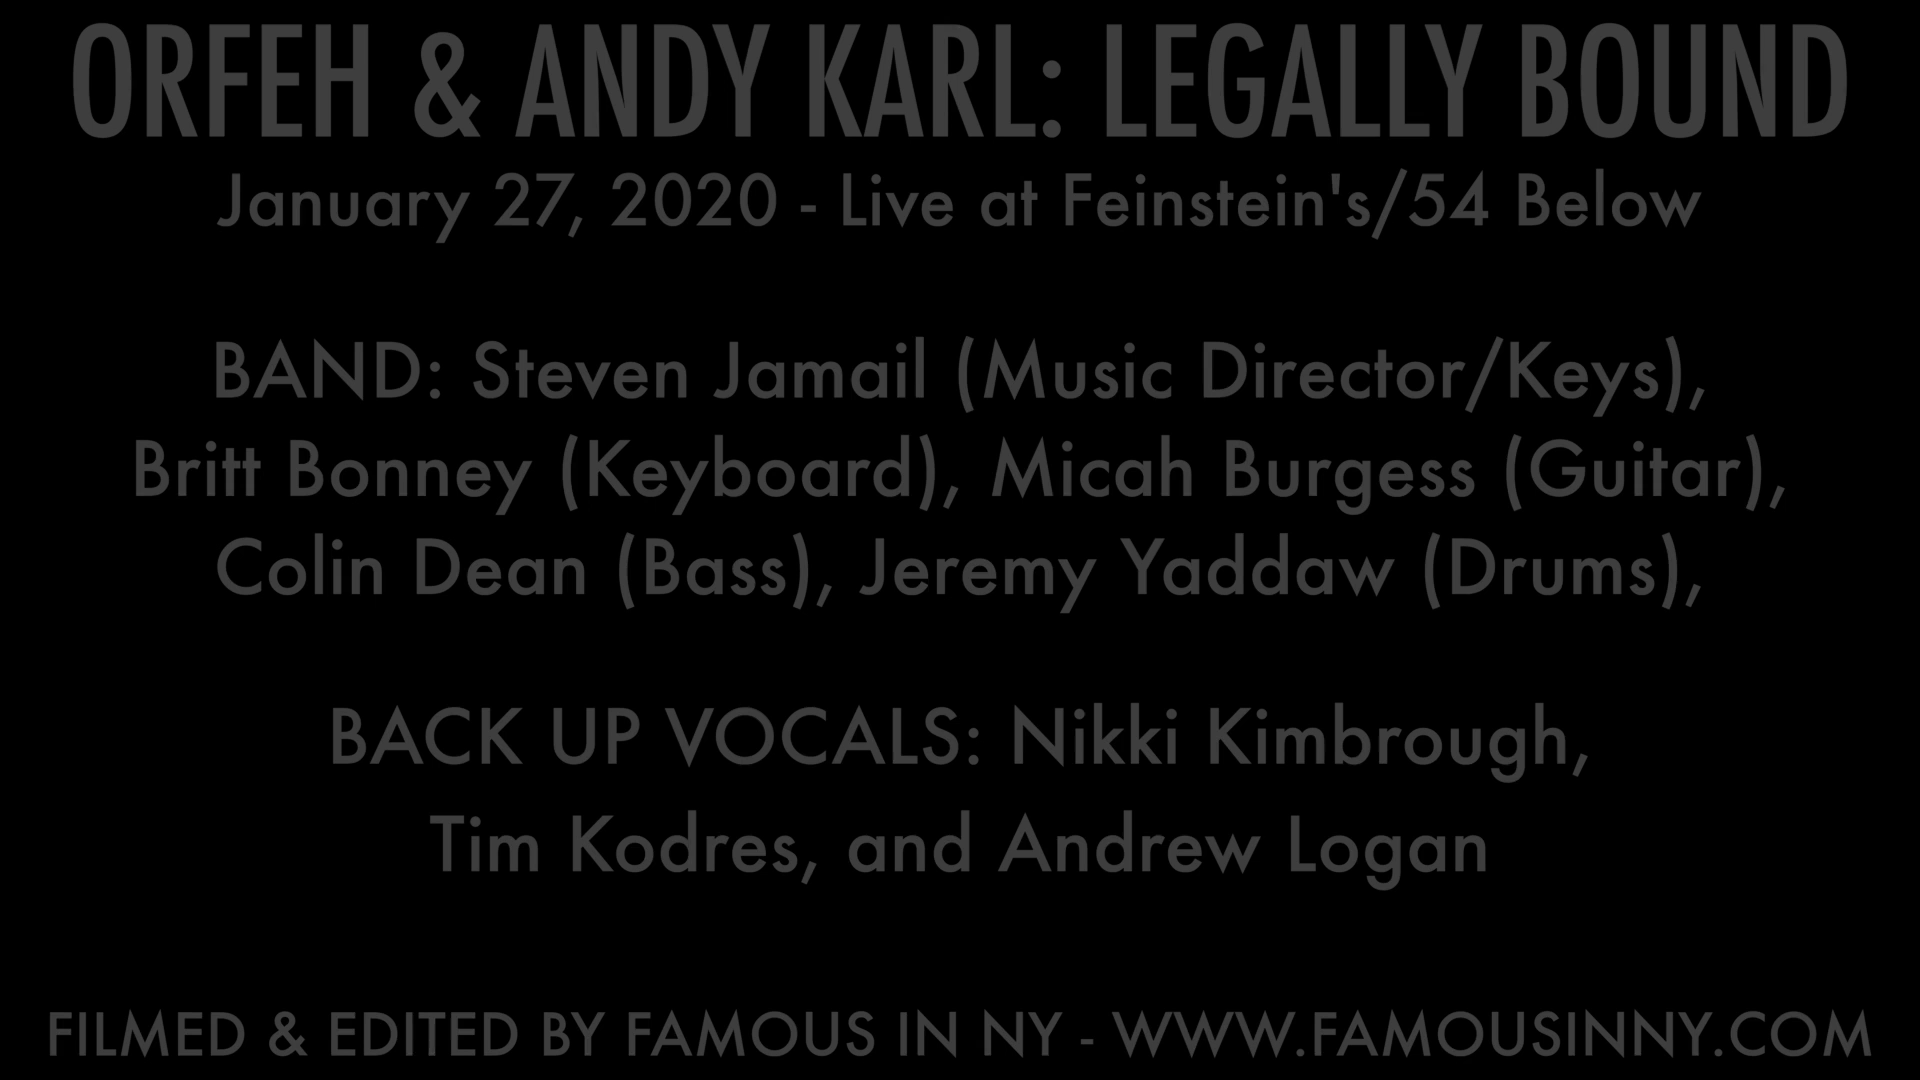 ORFEH & ANDY KARL: LEGALLY BOUND
January 27, 2020 - Live at Feinstein's/54 Below
BAND: Steven Jamail (Music Director/Keys),
Britt Bonney (Keyboard), Micah Burgess (Guitar),
Colin Dean (Bass), Jeremy Yaddaw (Drums),
BACK UP VOCALS: Nikki Kimbrough,
Tim Kodres, and Andrew Logan
FILMED & EDITED BY FAMOUS IN NY - WWW.FAMOUSINNY.COM